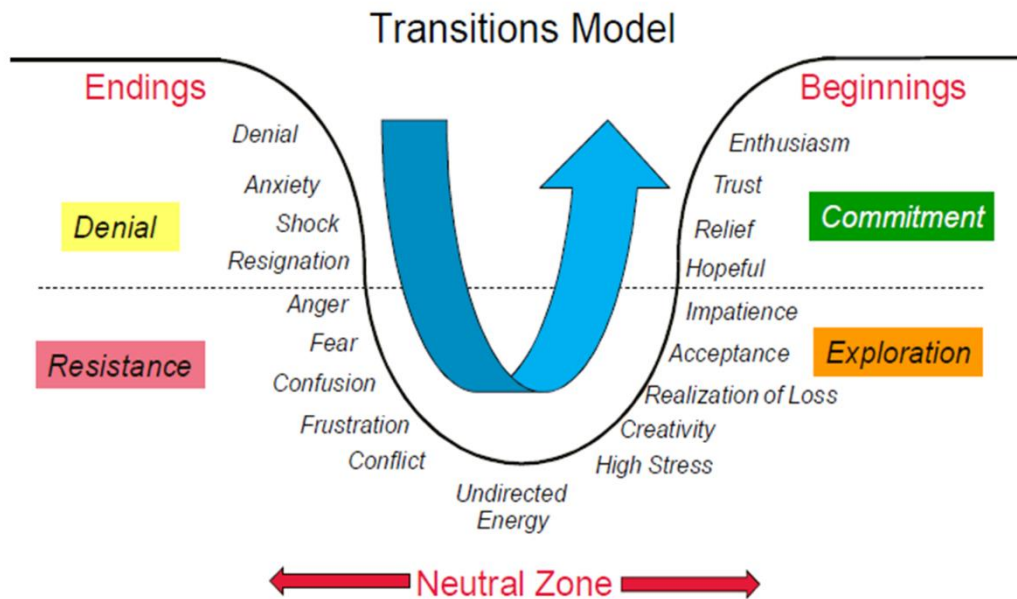 Transitions Model
Endings
Beginnings
Denial
Anxiety
Shock
Resignation
Denial
Anger
Fear
Confusion
Frustration
Conflict
Resistance
Undirected
Energy
Enthusiasm
Trust
Relief
Hopeful
Commitment
Impatience
Acceptance
Realization of Loss
Creativity
High Stress
Exploration
Neutral Zone